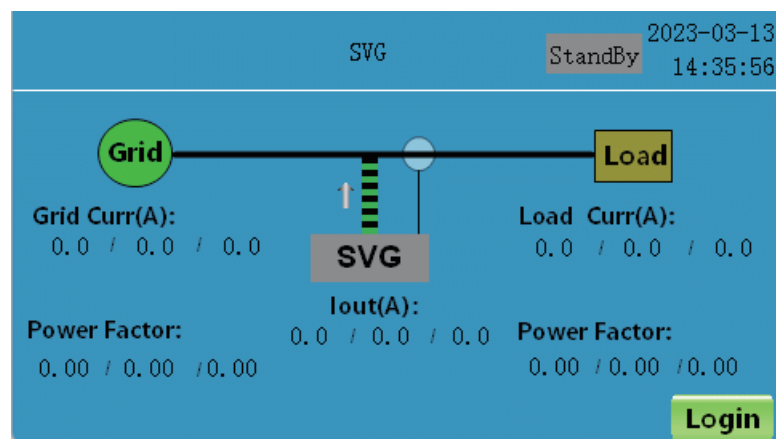 SVG
StandBy
2023-03-13
14:35:56
Grid
Load
Grid Curr(A):
0.0 / 0.0 / 0.0
SVG
Load Curr(A):
0.0 / 0.0 / 0.0
Iout(A):
0.0 / 0.0 / 0.0
Power Factor:
0.00 / 0.00 /0.00
Power Factor:
0.00 /0.00 /0.00
Login